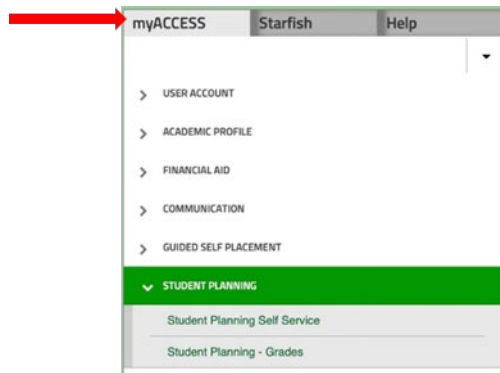 myACCESS Starfish Help
USER ACCOUNT
ACADEMIC PROFILE
FINANCIAL AID
COMMUNICATION
GUIDED SELF PLACEMENT
STUDENT PLANNING
Student Planning Self Service
Student Planning - Grades